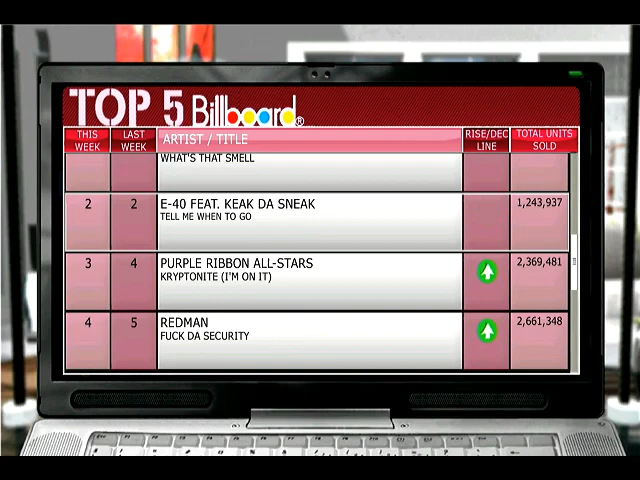 TOP 5 Billboard®
THIS WEEK LAST WEEK ARTIST / TITLE RISE/DEC LINE TOTAL UNITS SOLD
WHAT'S THAT SMELL
2 2 E-40 FEAT. KEAK DA SNEAK 1,243,937
TELL ME WHEN TO GO
3 4 PURPLE RIBBON ALL-STARS 2,369,481
KRYPTONITE (I'M ON IT)
4 5 REDMAN 2,661,348
FUCK DA SECURITY